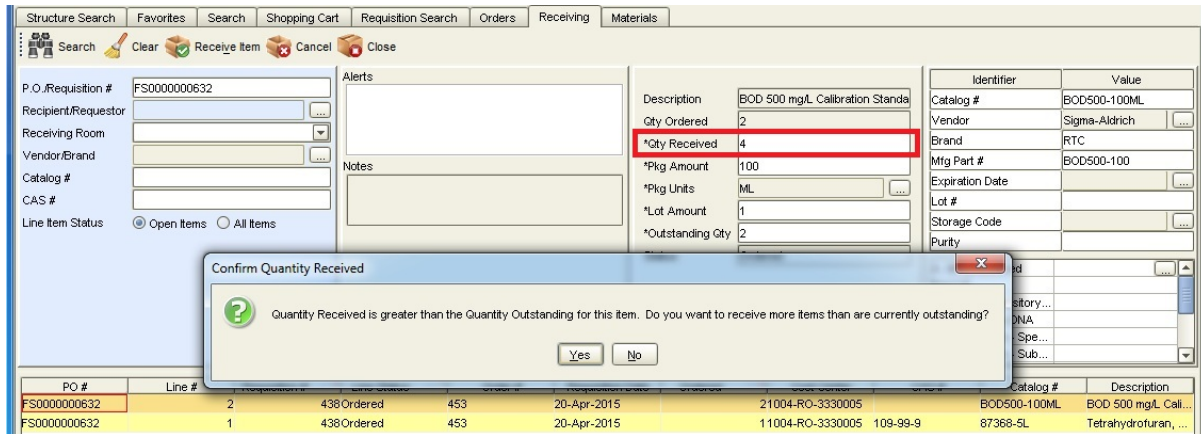 Structure Search Favorites Search Shopping Cart Requisition Search Orders Receiving Materials
Search Clear Receive Item Cancel Close
P.O./Requisition # FS0000000632
Recipient/Requestor ...
Receiving Room
Vendor/Brand ...
Catalog #
CAS #
Line Item Status Open Items All Items
Alerts
Notes
Description BOD 500 mg/L Calibration Standa
Qty Ordered 2
*Qty Received 4
*Pkg Amount 100
*Pkg Units ML ...
*Lot Amount 1
*Outstanding Qty 2
Identifier Value
Catalog # BOD500-100ML
Vendor Sigma-Aldrich ...
Brand RTC
Mfg Part # BOD500-100
Expiration Date ...
Lot #
Storage Code ...
Purity
ed ...
sitory...
DNA
Spe...
Sub...
Confirm Quantity Received
Quantity Received is greater than the Quantity Outstanding for this item. Do you want to receive more items than are currently outstanding?
Yes No
PO # Line # Catalog # Description
FS0000000632 2 438 Ordered 453 20-Apr-2015 21004-RO-3330005 BOD500-100ML BOD 500 mg/L Cali...
FS0000000632 1 438 Ordered 453 20-Apr-2015 11004-RO-3330005 109-99-9 87368-5L Tetrahydrofuran, ...